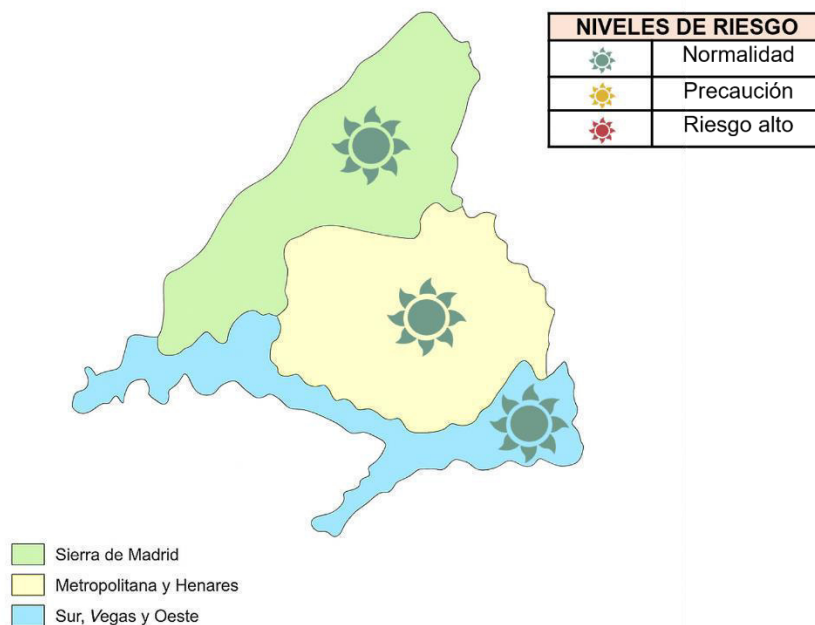 NIVELES DE RIESGO
Normalidad
Precaución
Riesgo alto
Sierra de Madrid
Metropolitana y Henares
Sur, Vegas y Oeste